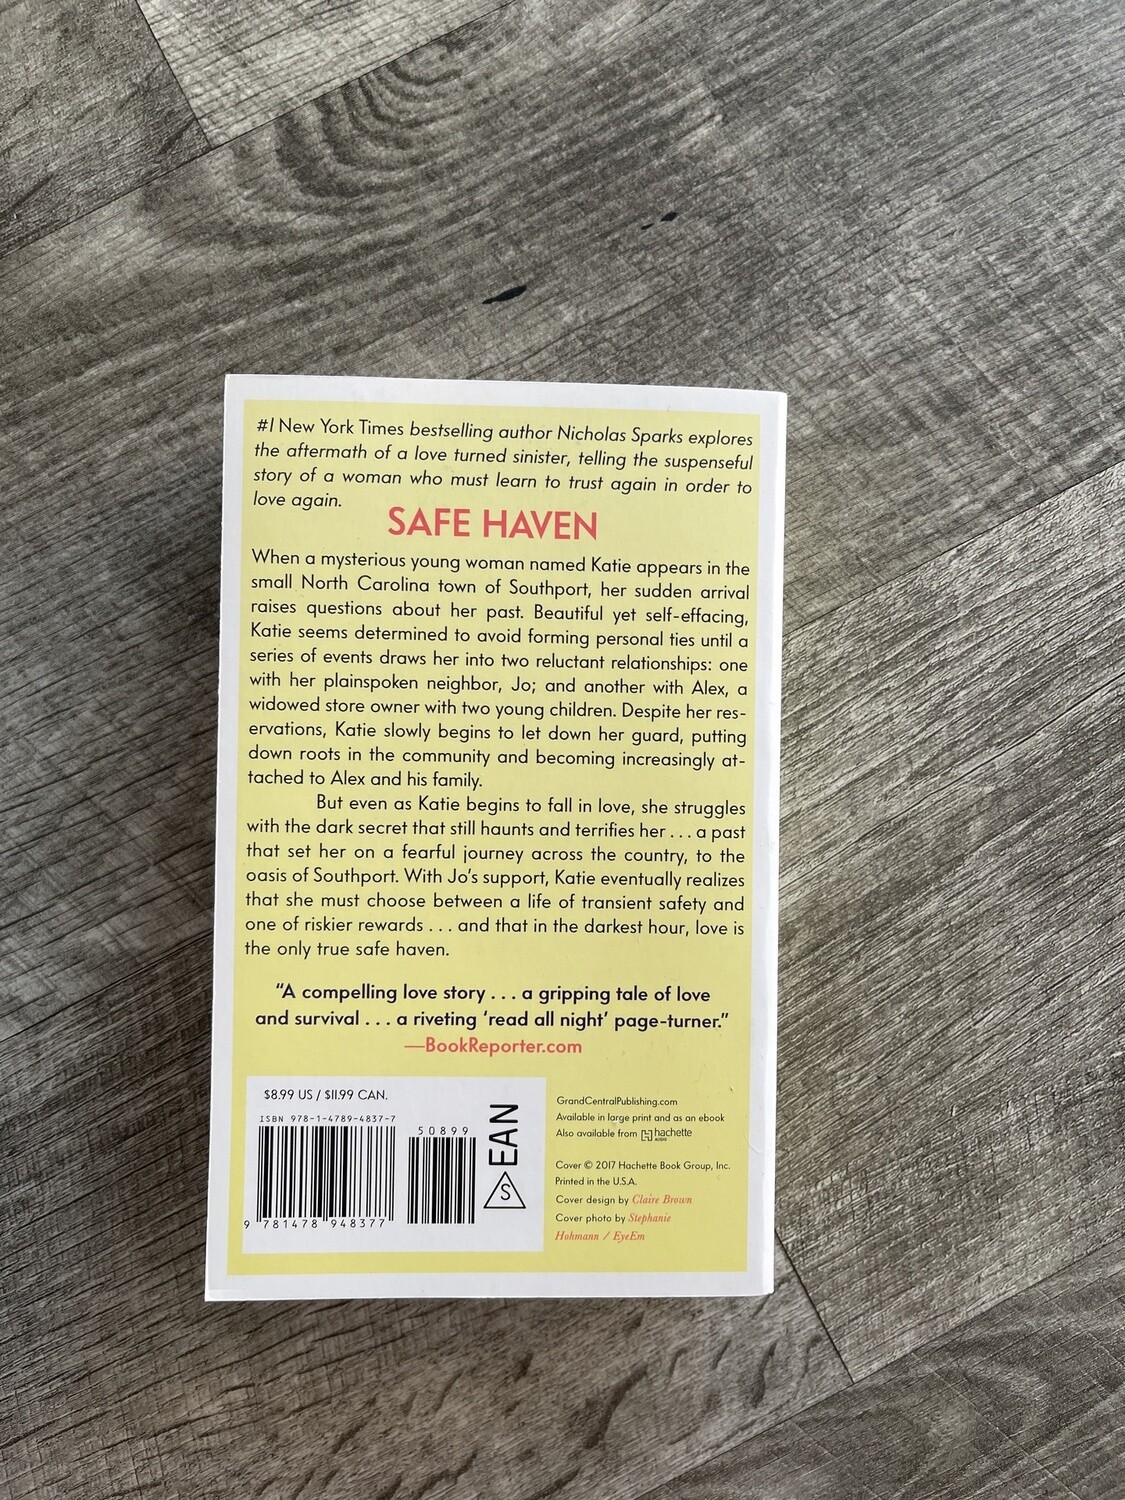 #1 New York Times bestselling author Nicholas Sparks explores
the aftermath of a love turned sinister, telling the suspenseful
story of a woman who must learn to trust again in order to
love again.
SAFE HAVEN
When a mysterious young woman named Katie appears in the
small North Carolina town of Southport, her sudden arrival
raises questions about her past. Beautiful yet self-effacing,
Katie seems determined to avoid forming personal ties until a
series of events draws her into two reluctant relationships: one
with her plainspoken neighbor, Jo; and another with Alex, a
widowed store owner with two young children. Despite her res-
ervations, Katie slowly begins to let down her guard, putting
down roots in the community and becoming increasingly at-
tached to Alex and his family.
But even as Katie begins to fall in love, she struggles
with the dark secret that still haunts and terrifies her . . . a past
that set her on a fearful journey across the country, to the
oasis of Southport. With Jo's support, Katie eventually realizes
that she must choose between a life of transient safety and
one of riskier rewards . . . and that in the darkest hour, love is
the only true safe haven.
“A compelling love story . . . a gripping tale of love
and survival . . . a riveting ‘read all night’ page-turner.”
—BookReporter.com
$8.99 US / $11.99 CAN.
ISBN 978-1-4789-4837-7
50899
9 781478 948377
EAN
S
GrandCentralPublishing.com
Available in large print and as an ebook
Also available from hachette
AUDIO
Cover © 2017 Hachette Book Group, Inc.
Printed in the U.S.A.
Cover design by Claire Brown
Cover photo by Stephanie
Hohmann / EyeEm